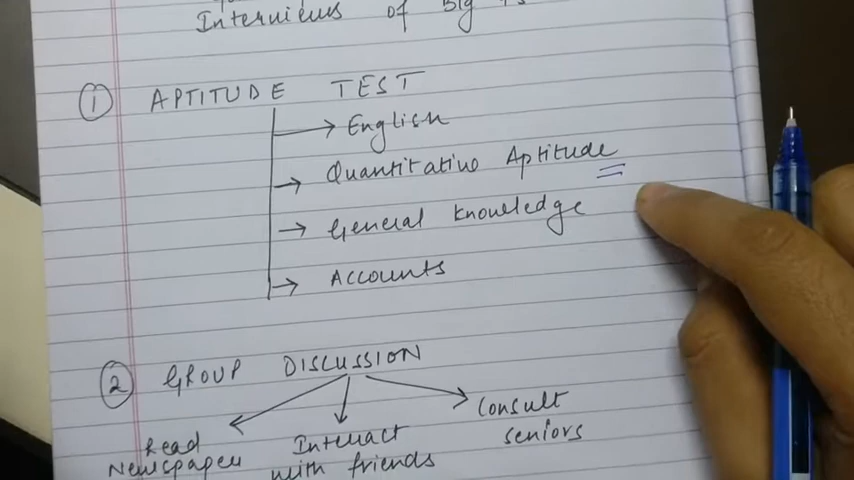 Interviews of Big
① APTITUDE TEST
English
Quantitative Aptitude
General knowledge
Accounts
② GROUP DISCUSSION
Read Newspaper
Interact with friends
Consult seniors